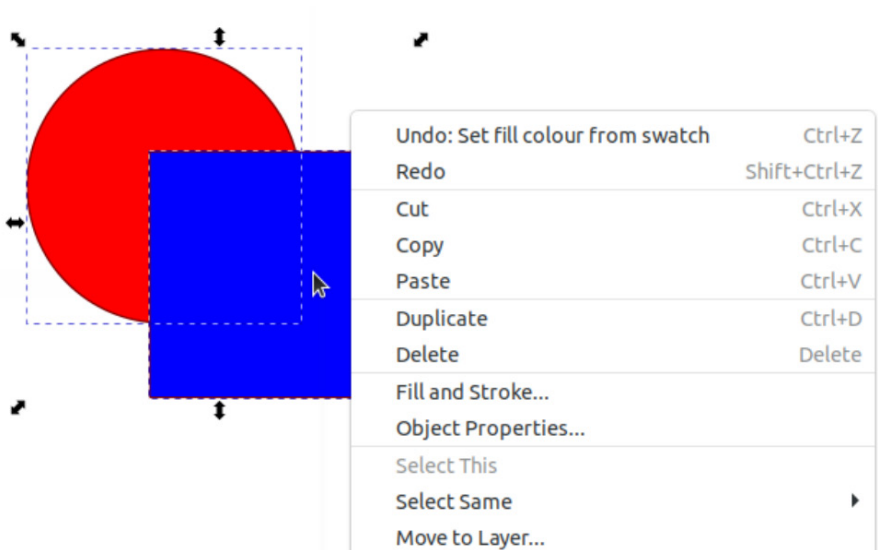 Undo: Set fill colour from swatch Ctrl+Z
Redo Shift+Ctrl+Z
Cut Ctrl+X
Copy Ctrl+C
Paste Ctrl+V
Duplicate Ctrl+D
Delete Delete
Fill and Stroke...
Object Properties...
Select This
Select Same
Move to Layer...